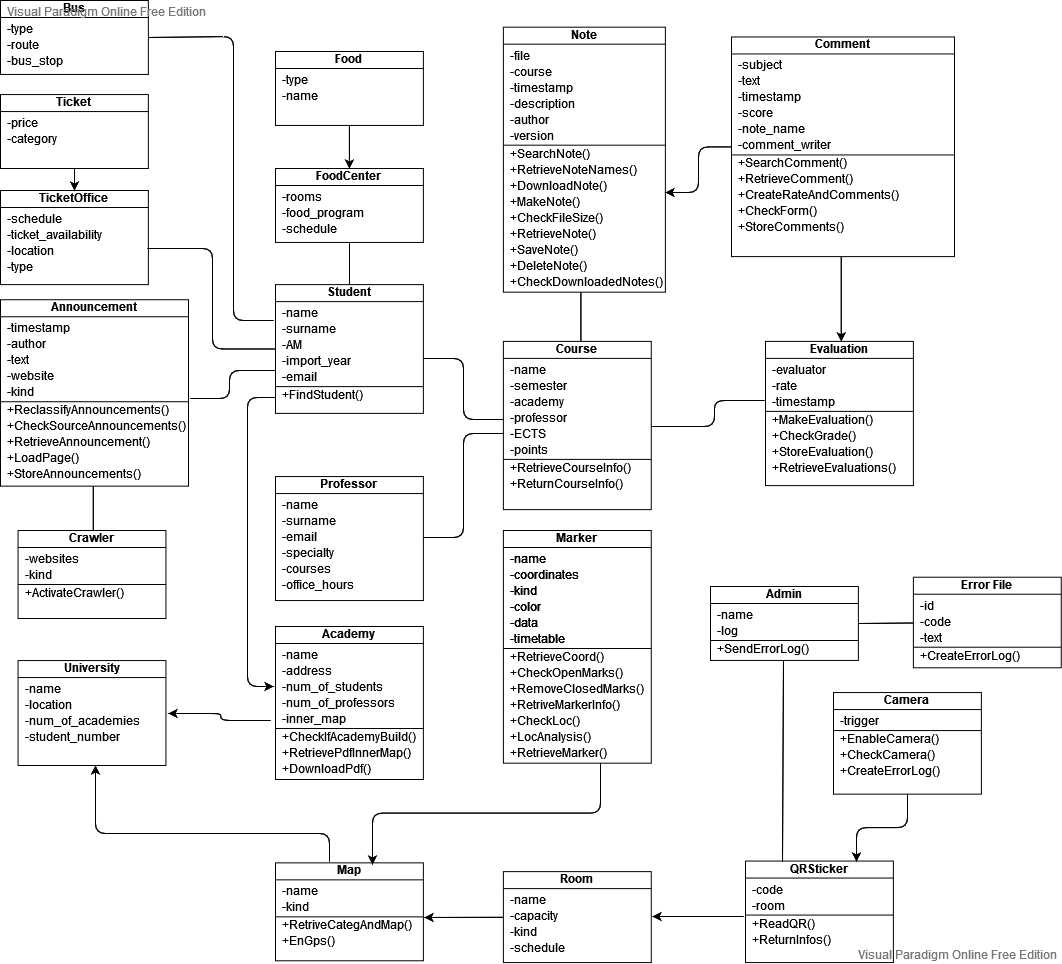 Visual Paradigm Online Free Edition
Bus
-type
-route
-bus_stop
Ticket
-price
-category
TicketOffice
-schedule
-ticket_availability
-location
-type
Announcement
-timestamp
-author
-text
-website
-kind
+ReclassifyAnnouncements()
+CheckSourceAnnouncements()
+RetrieveAnnouncement()
+LoadPage()
+StoreAnnouncements()
Crawler
-websites
-kind
+ActivateCrawler()
University
-name
-location
-num_of_academies
-student_number
Food
-type
-name
FoodCenter
-rooms
-food_program
-schedule
Student
-name
-surname
-AM
-import_year
-email
+FindStudent()
Professor
-name
-surname
-email
-specialty
-courses
-office_hours
Academy
-name
-address
-num_of_students
-num_of_professors
-inner_map
+CheckIfAcademyBuild()
+RetrievePdfInnerMap()
+DownloadPdf()
Map
-name
-kind
+RetriveCategAndMap()
+EnGps()
Note
-file
-course
-timestamp
-description
-author
-version
+SearchNote()
+RetrieveNoteNames()
+DownloadNote()
+MakeNote()
+CheckFileSize()
+RetrieveNote()
+SaveNote()
+DeleteNote()
+CheckDownloadedNotes()
Course
-name
-semester
-academy
-professor
-ECTS
-points
+RetrieveCourseInfo()
+ReturnCourseInfo()
Marker
-name
-coordinates
-kind
-color
-data
-timetable
+RetrieveCoord()
+CheckOpenMarks()
+RemoveClosedMarks()
+RetriveMarkerInfo()
+CheckLoc()
+LocAnalysis()
+RetrieveMarker()
Room
-name
-capacity
-kind
-schedule
Comment
-subject
-text
-timestamp
-score
-note_name
-comment_writer
+SearchComment()
+RetrieveComment()
+CreateRateAndComments()
+CheckForm()
+StoreComments()
Evaluation
-evaluator
-rate
-timestamp
+MakeEvaluation()
+CheckGrade()
+StoreEvaluation()
+RetrieveEvaluations()
Admin
-name
-log
+SendErrorLog()
Error File
-id
-code
-text
+CreateErrorLog()
Camera
-trigger
+EnableCamera()
+CheckCamera()
+CreateErrorLog()
QRSticker
-code
-room
+ReadQR()
+ReturnInfos()
Visual Paradigm Online Free Edition